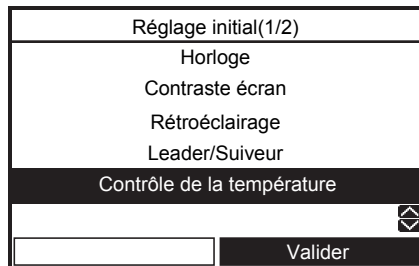 Réglage initial(1/2)
Horloge
Contraste écran
Rétroéclairage
Leader/Suiveur
Contrôle de la température
Valider